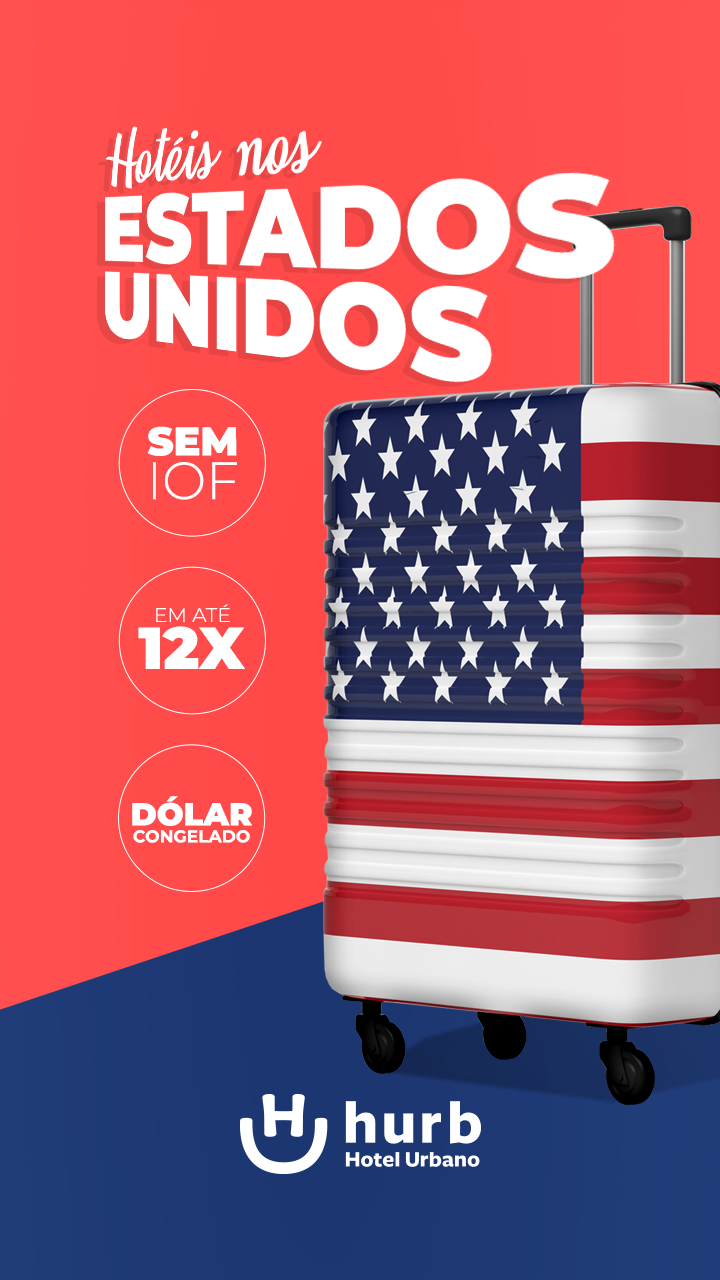 Hotéis nos
ESTADOS
UNIDOS
SEM
IOF
EM ATÉ
12X
DÓLAR
CONGELADO
hurb
Hotel Urbano